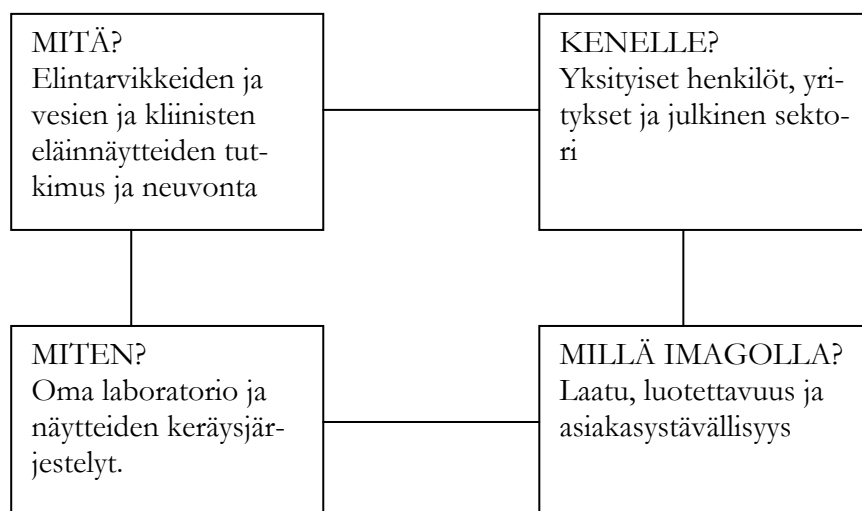 MITÄ?
Elintarvikkeiden ja
vesien ja kliinisten
eläinnäytteiden tut-
kimus ja neuvonta
KENELLE?
Yksityiset henkilöt, yri-
tykset ja julkinen sekto-
ri
MITEN?
Oma laboratorio ja
näytteiden keräysjär-
jestelyt.
MILLÄ IMAGOLLA?
Laatu, luotettavuus ja
asiakasystävällisyys